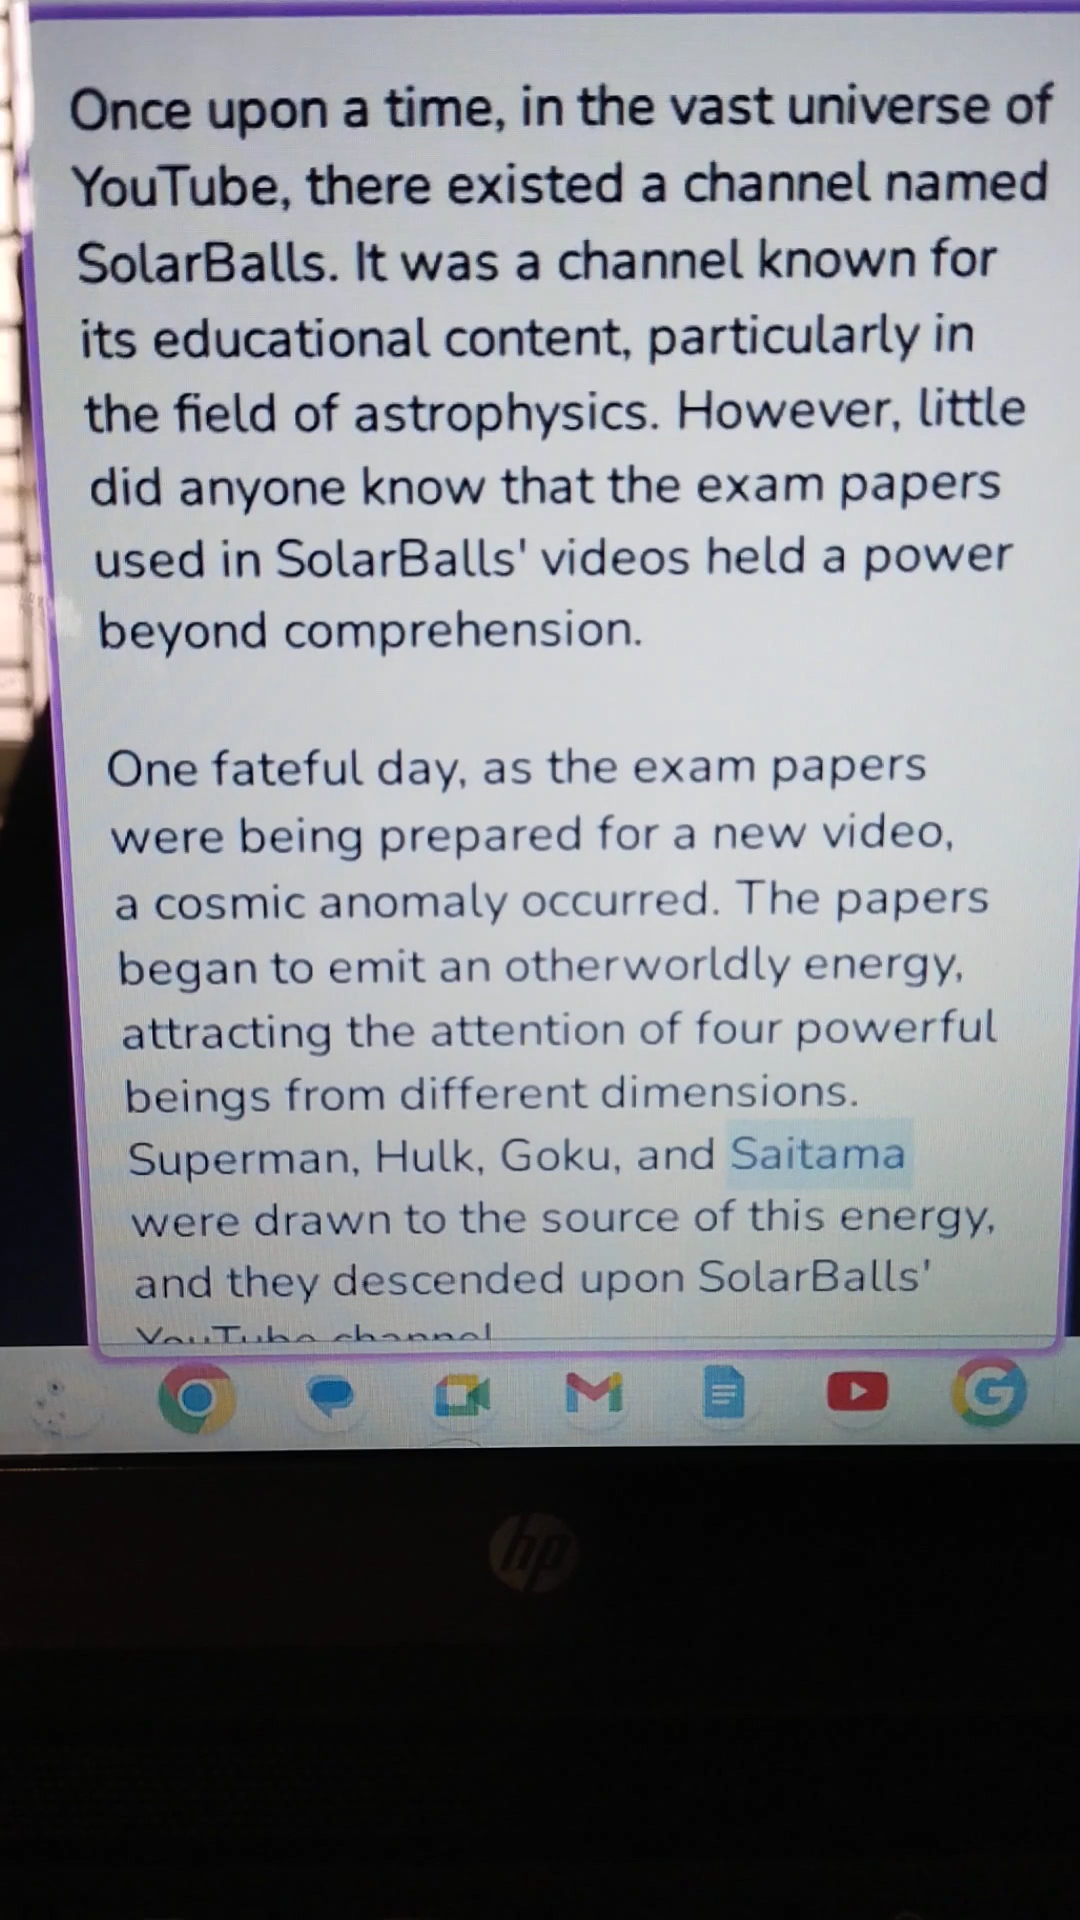 Once upon a time, in the vast universe of
YouTube, there existed a channel named
SolarBalls. It was a channel known for
its educational content, particularly in
the field of astrophysics. However, little
did anyone know that the exam papers
used in SolarBalls' videos held a power
beyond comprehension.
One fateful day, as the exam papers
were being prepared for a new video,
a cosmic anomaly occurred. The papers
began to emit an otherworldly energy,
attracting the attention of four powerful
beings from different dimensions.
Superman, Hulk, Goku, and Saitama
were drawn to the source of this energy,
and they descended upon SolarBalls'
YouTube channel
hp